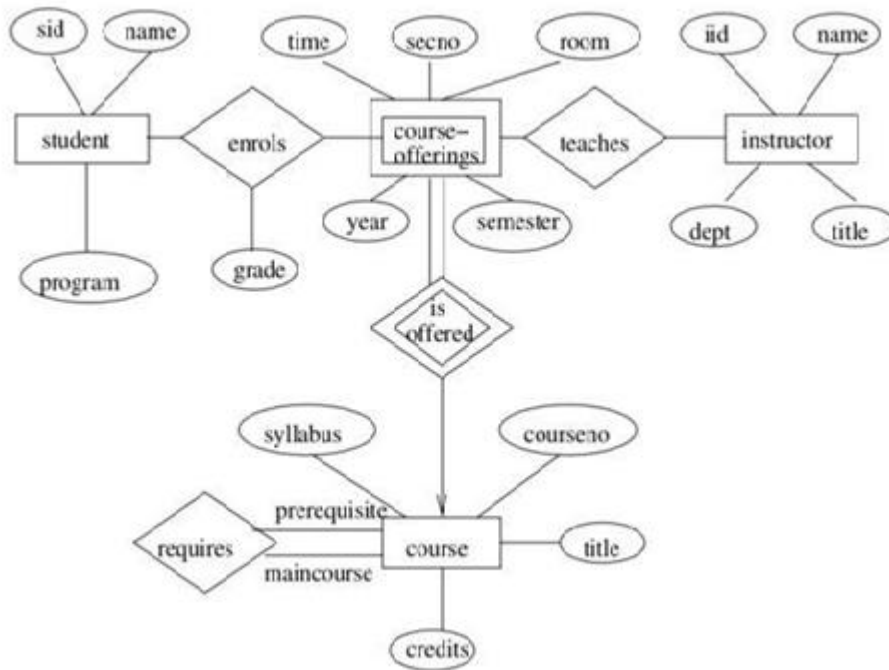 sid
name
time
secno
room
iid
name
student
enrols
course-
offerings
teaches
instructor
year
semester
dept
title
program
grade
is
offered
syllabus
courseno
prerequisite
requires
course
title
maincourse
credits